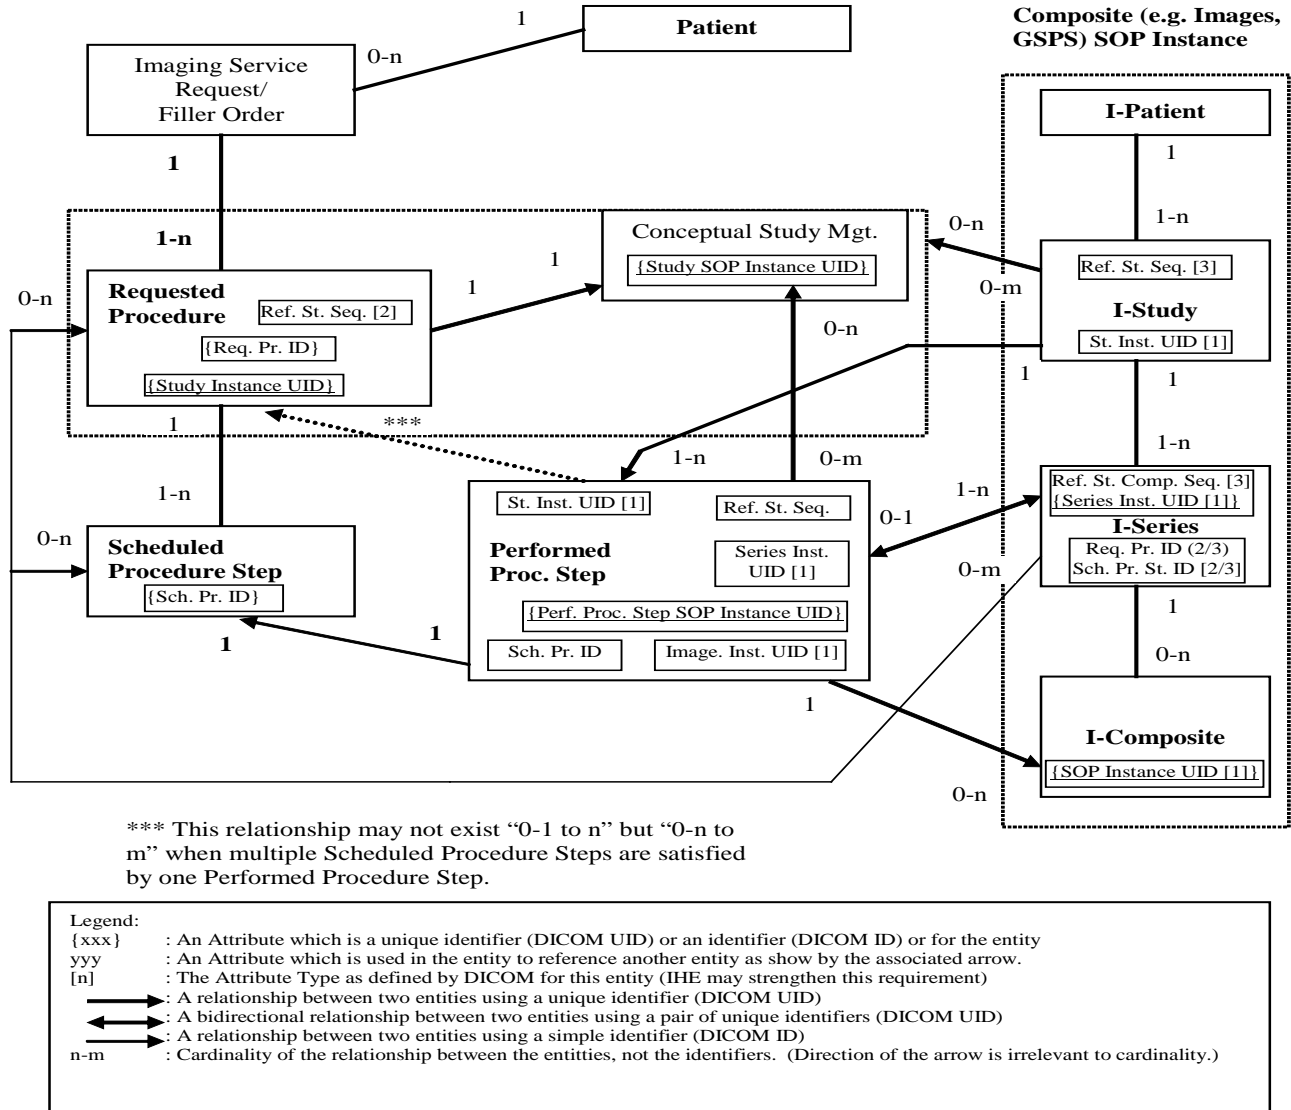 Composite (e.g. Images,
GSPS) SOP Instance
1
Patient
0-n
Imaging Service
Request/
Filler Order
1
I-Patient
1
1-n
1-n
Conceptual Study Mgt.
{Study SOP Instance UID}
0-n
Ref. St. Seq. [3]
0-m
I-Study
St. Inst. UID [1]
1
1
0-n
Requested
Procedure
Ref. St. Seq. [2]
{Req. Pr. ID}
{Study Instance UID}
1
1
0-n
1
***
1-n
0-m
1-n
1-n
St. Inst. UID [1]
Ref. St. Seq.
0-1
1-n
Ref. St. Comp. Seq. [3]
{Series Inst. UID [1]}
I-Series
Req. Pr. ID (2/3)
Sch. Pr. St. ID [2/3]
0-n
Scheduled
Procedure Step
{Sch. Pr. ID}
Performed
Proc. Step
Series Inst.
UID [1]
0-m
{Perf. Proc. Step SOP Instance UID}
1
1
Sch. Pr. ID
Image. Inst. UID [1]
1
0-n
1
I-Composite
{SOP Instance UID [1]}
0-n
*** This relationship may not exist “0-1 to n” but “0-n to
m” when multiple Scheduled Procedure Steps are satisfied
by one Performed Procedure Step.
Legend:
{xxx} : An Attribute which is a unique identifier (DICOM UID) or an identifier (DICOM ID) or for the entity
yyy : An Attribute which is used in the entity to reference another entity as show by the associated arrow.
[n] : The Attribute Type as defined by DICOM for this entity (IHE may strengthen this requirement)
: A relationship between two entities using a unique identifier (DICOM UID)
: A bidirectional relationship between two entities using a pair of unique identifiers (DICOM UID)
: A relationship between two entities using a simple identifier (DICOM ID)
n-m : Cardinality of the relationship between the entitties, not the identifiers. (Direction of the arrow is irrelevant to cardinality.)